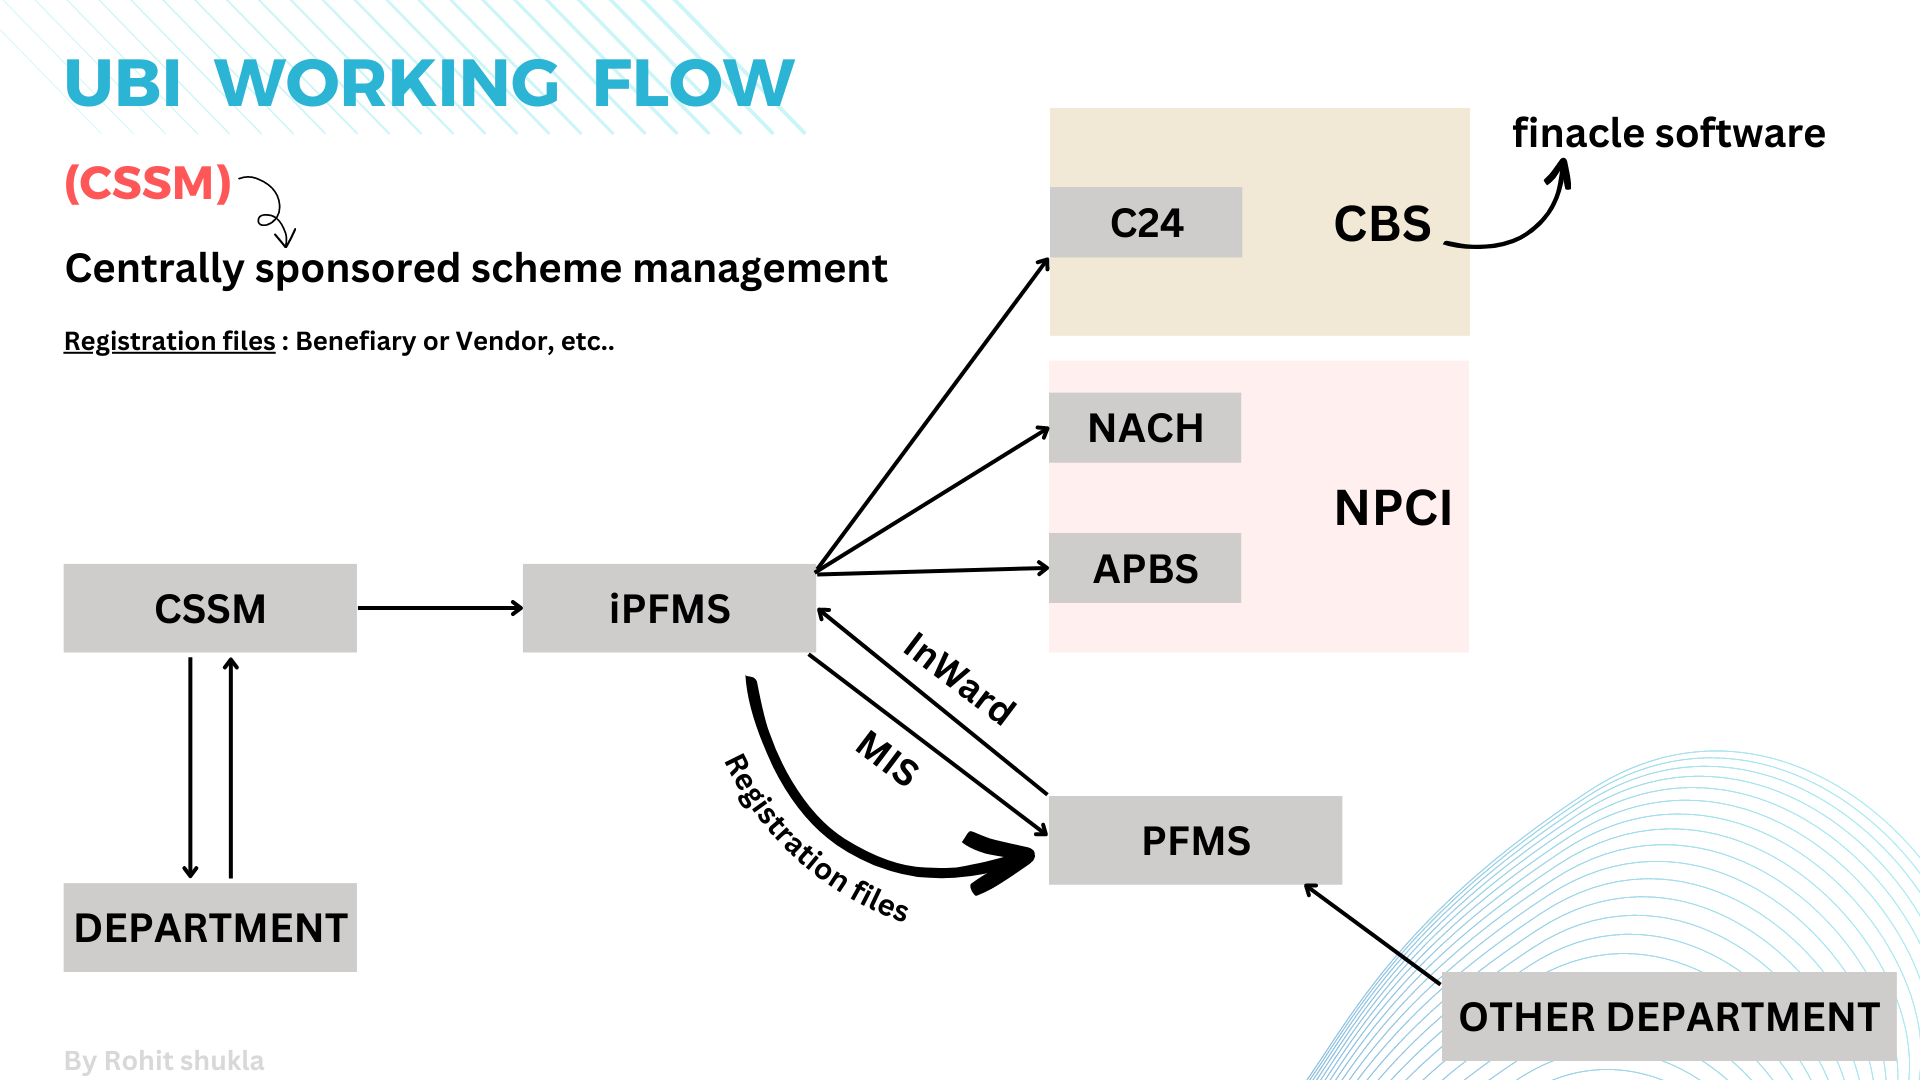 UBI WORKING FLOW
(CSSM)
Centrally sponsored scheme management
Registration files : Benefiary or Vendor, etc..
finacle software
C24
CBS
NACH
NPCI
APBS
CSSM
iPFMS
InWard
MIS
Registration files
PFMS
DEPARTMENT
OTHER DEPARTMENT
By Rohit shukla